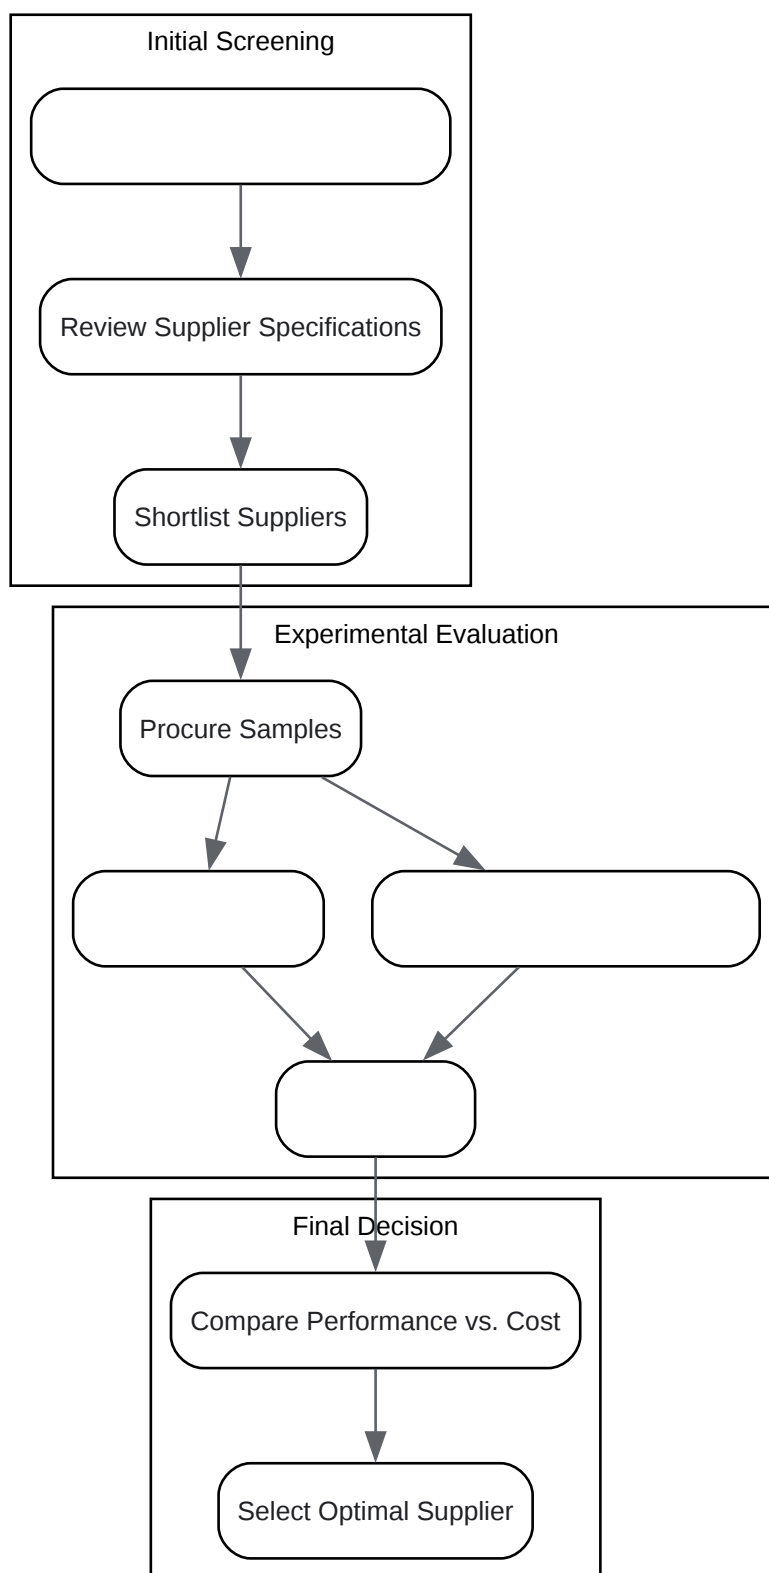 Initial Screening
Review Supplier Specifications
Shortlist Suppliers
Experimental Evaluation
Procure Samples
Final Decision
Compare Performance vs. Cost
Select Optimal Supplier